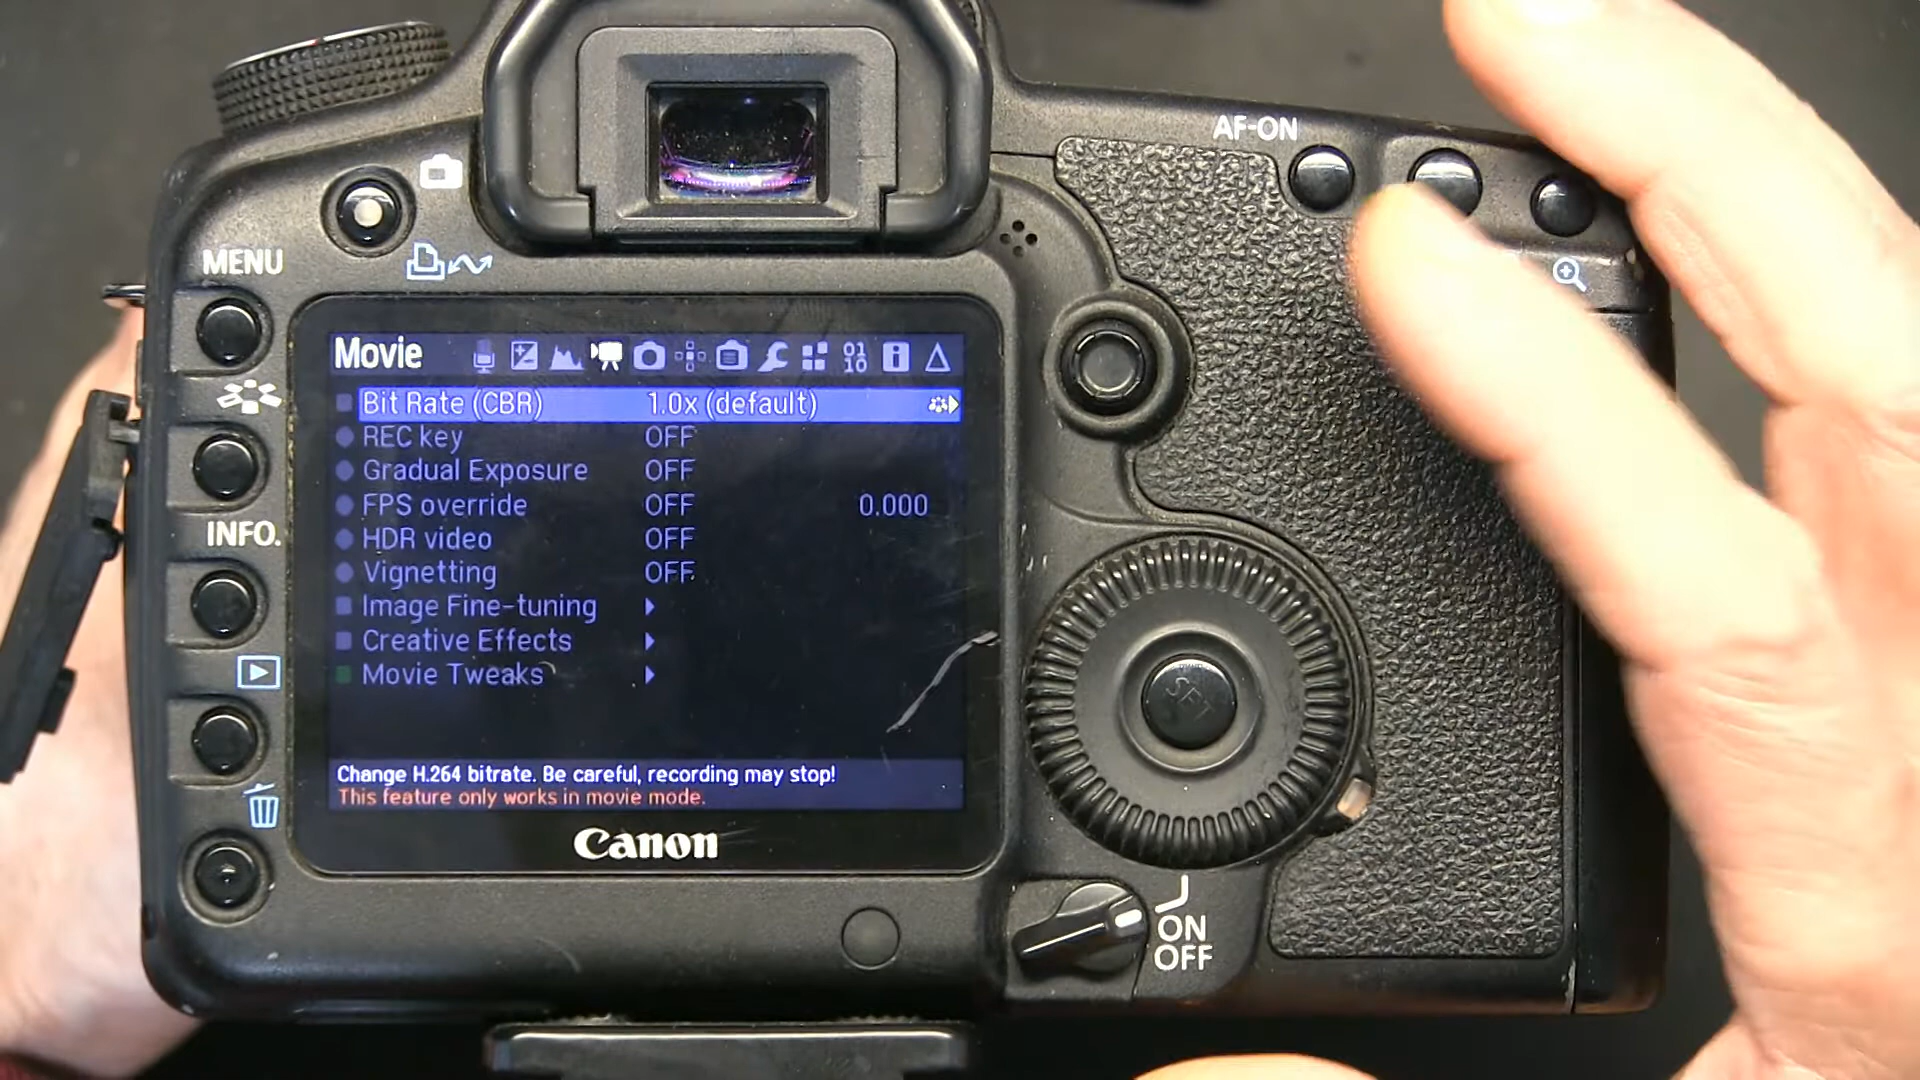 AF-ON
MENU
Movie
Bit Rate (CBR) 1.0x (default)
REC key OFF
Gradual Exposure OFF
FPS override OFF 0.000
HDR video OFF
Vignetting OFF
Image Fine-tuning
Creative Effects
Movie Tweaks
Change H.264 bitrate. Be careful, recording may stop!
This feature only works in movie mode.
INFO.
Canon
SET
ON
OFF